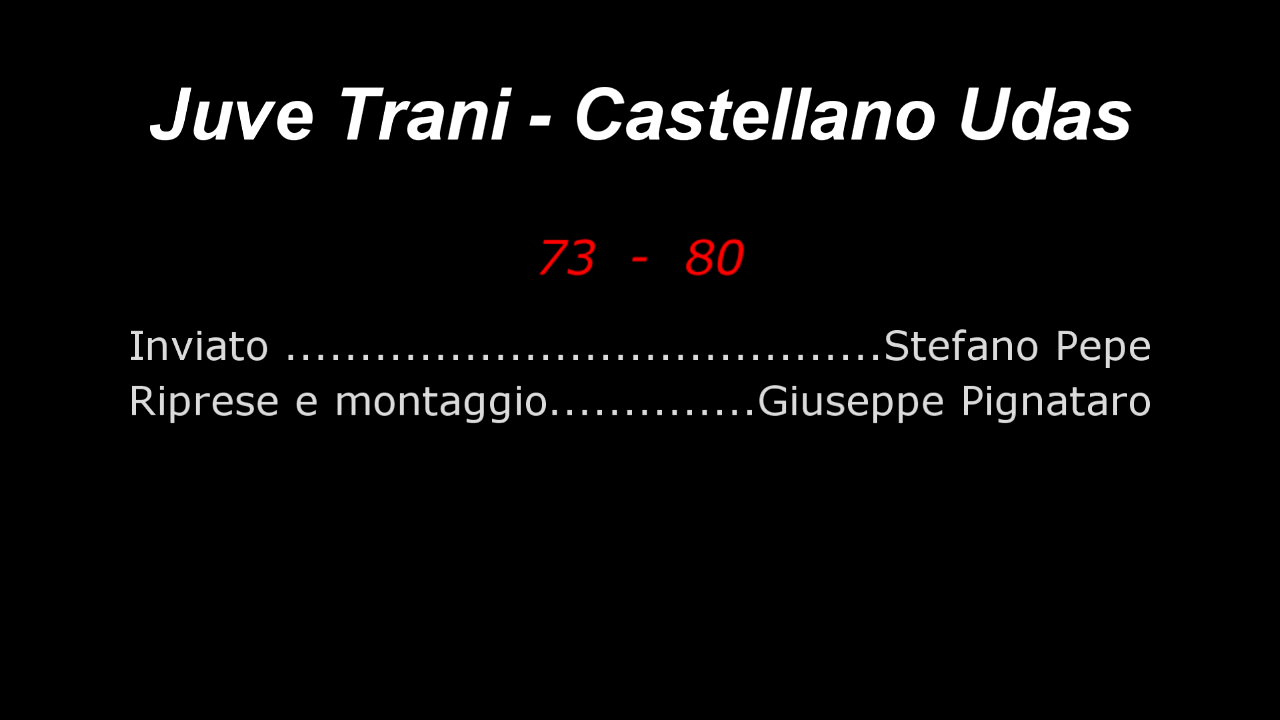 Juve Trani - Castellano Udas
73 - 80
Inviato ........................................Stefano Pepe
Riprese e montaggio..............Giuseppe Pignataro